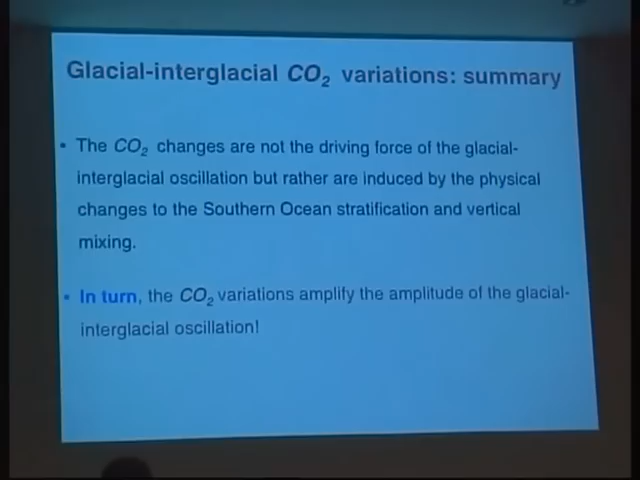 Glacial-interglacial CO₂ variations: summary
• The CO₂ changes are not the driving force of the glacial-
interglacial oscillation but rather are induced by the physical
changes to the Southern Ocean stratification and vertical
mixing.
• In turn, the CO₂ variations amplify the amplitude of the glacial-
interglacial oscillation!